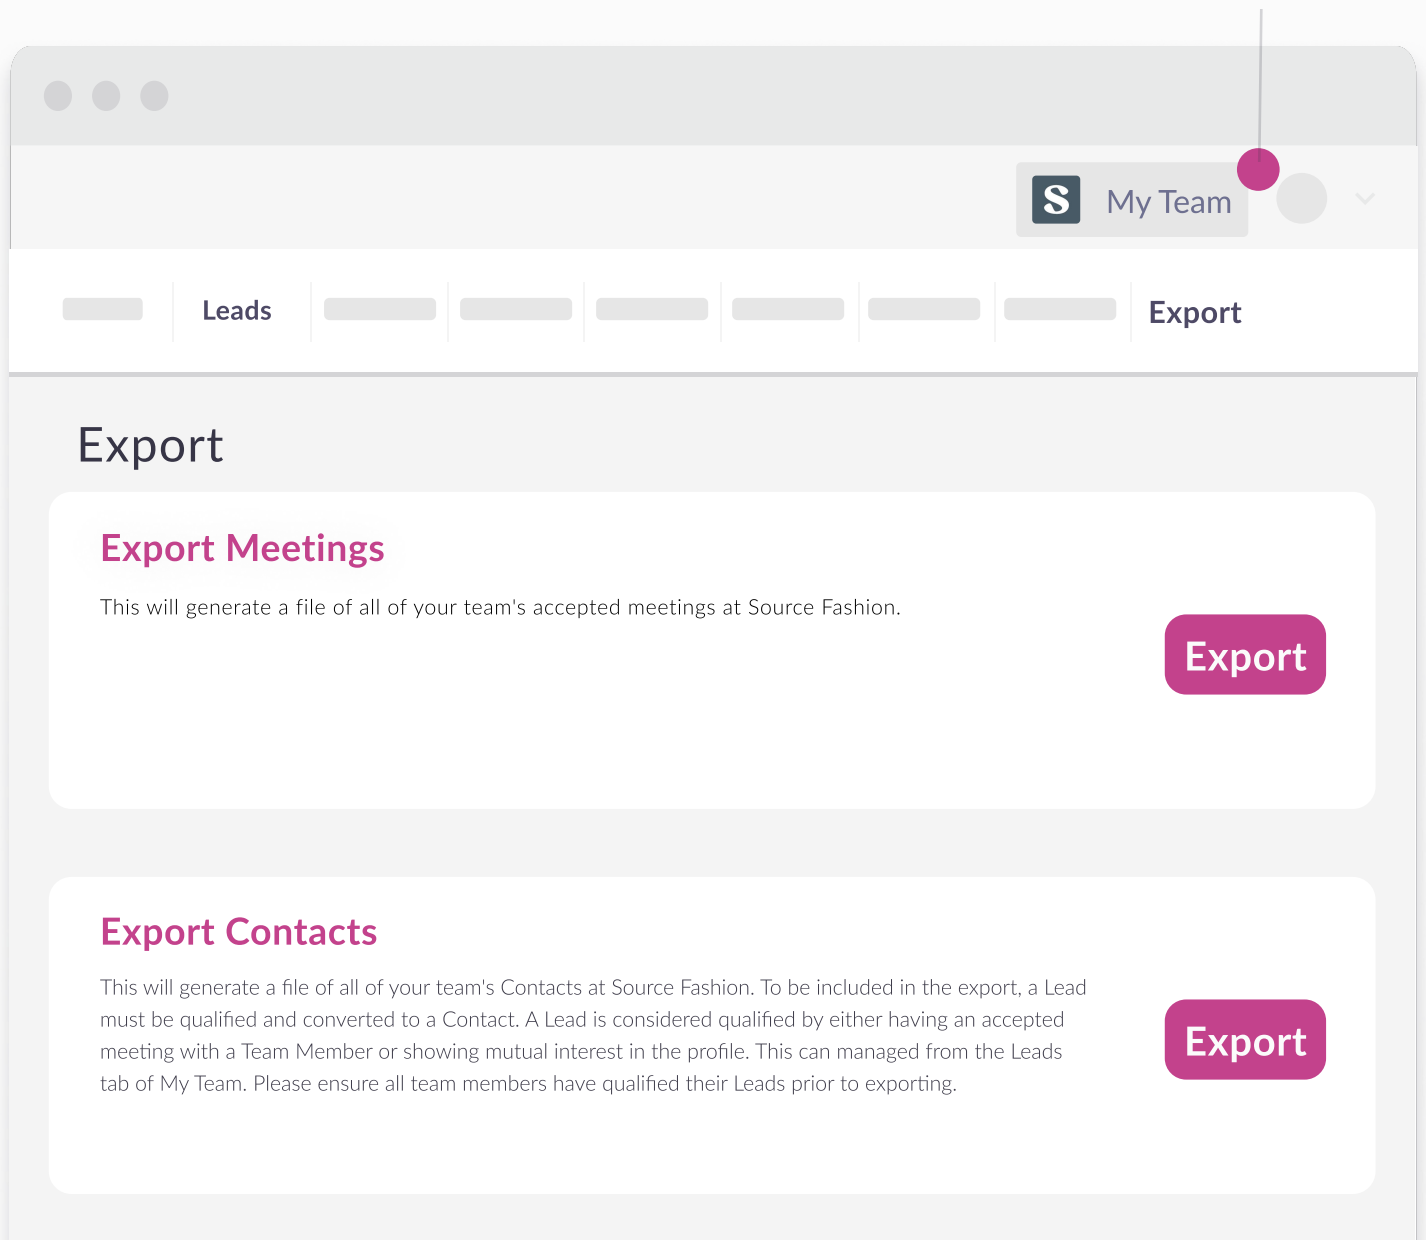 S My Team
Leads Export
Export
Export Meetings
This will generate a file of all of your team's accepted meetings at Source Fashion.
Export
Export Contacts
This will generate a file of all of your team's Contacts at Source Fashion. To be included in the export, a Lead
must be qualified and converted to a Contact. A Lead is considered qualified by either having an accepted
meeting with a Team Member or showing mutual interest in the profile. This can managed from the Leads
tab of My Team. Please ensure all team members have qualified their Leads prior to exporting.
Export